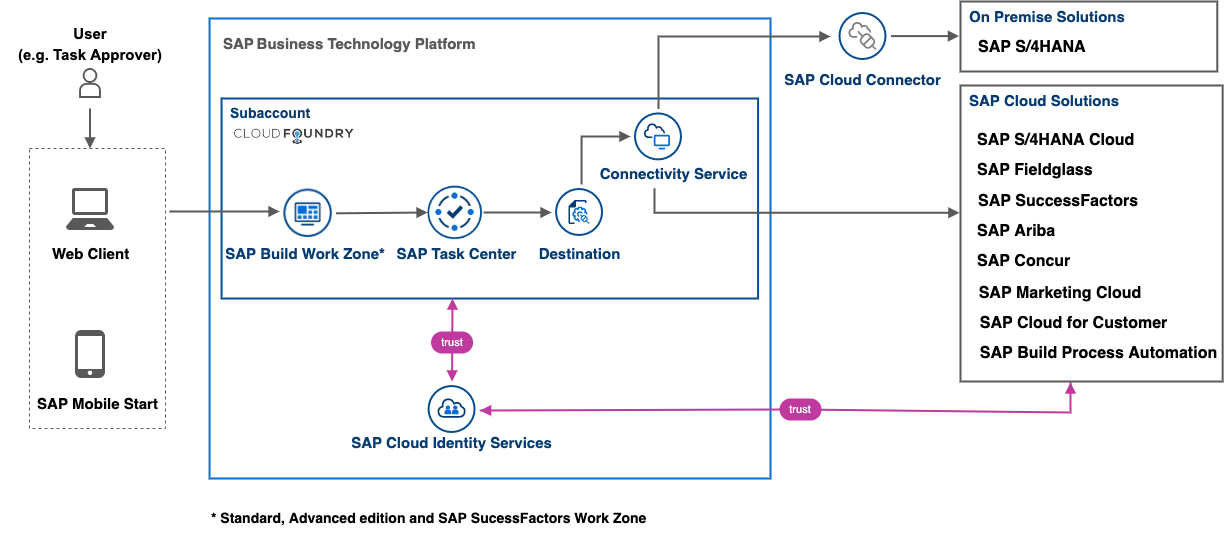 User
(e.g. Task Approver)
Web Client
SAP Mobile Start
SAP Business Technology Platform
Subaccount
CLOUD FOUNDRY
SAP Build Work Zone*
SAP Task Center
Destination
Connectivity Service
trust
SAP Cloud Identity Services
trust
SAP Cloud Connector
On Premise Solutions
SAP S/4HANA
SAP Cloud Solutions
SAP S/4HANA Cloud
SAP Fieldglass
SAP SuccessFactors
SAP Ariba
SAP Concur
SAP Marketing Cloud
SAP Cloud for Customer
SAP Build Process Automation
* Standard, Advanced edition and SAP SucessFactors Work Zone